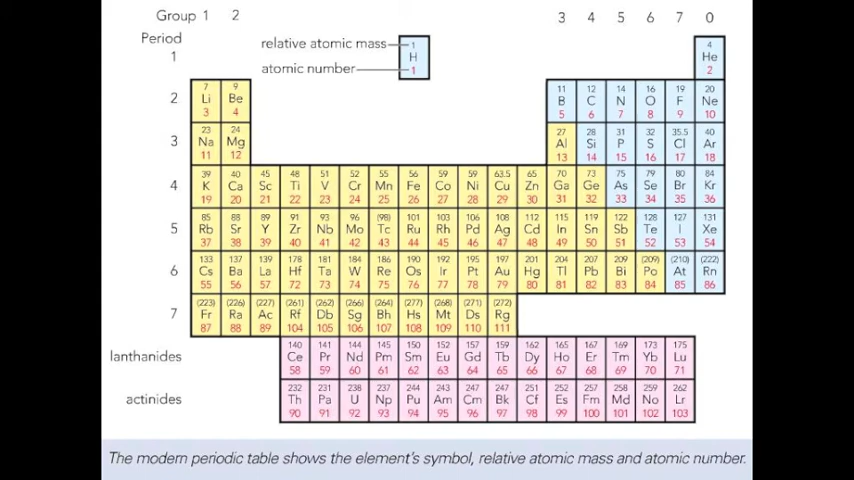 Group 1 2 3 4 5 6 7 0
Period
relative atomic mass 1 4
1 H He
atomic number 1 2
7 9 11 12 14 16 19 20
2 Li Be B C N O F Ne
3 4 5 6 7 8 9 10
23 24 27 28 31 32 35.5 40
3 Na Mg Al Si P S Cl Ar
11 12 13 14 15 16 17 18
39 40 45 48 51 52 55 56 59 59 63.5 65 70 73 75 79 80 84
4 K Ca Sc Ti V Cr Mn Fe Co Ni Cu Zn Ga Ge As Se Br Kr
19 20 21 22 23 24 25 26 27 28 29 30 31 32 33 34 35 36
85 88 89 91 93 96 (98) 101 103 106 108 112 115 119 122 128 127 131
5 Rb Sr Y Zr Nb Mo Tc Ru Rh Pd Ag Cd In Sn Sb Te I Xe
37 38 39 40 41 42 43 44 45 46 47 48 49 50 51 52 53 54
133 137 139 178 181 184 186 190 192 195 197 201 204 207 209 (209) (210) (222)
6 Cs Ba La Hf Ta W Re Os Ir Pt Au Hg Tl Pb Bi Po At Rn
55 56 57 72 73 74 75 76 77 78 79 80 81 82 83 84 85 86
(223) (226) (227) (261) (262) (266) (264) (277) (268) (271) (272)
7 Fr Ra Ac Rf Db Sg Bh Hs Mt Ds Rg
87 88 89 104 105 106 107 108 109 110 111
140 141 144 145 150 152 157 159 162 165 167 169 173 175
lanthanides Ce Pr Nd Pm Sm Eu Gd Tb Dy Ho Er Tm Yb Lu
58 59 60 61 62 63 64 65 66 67 68 69 70 71
232 231 238 237 244 243 247 247 251 252 257 258 259 262
actinides Th Pa U Np Pu Am Cm Bk Cf Es Fm Md No Lr
90 91 92 93 94 95 96 97 98 99 100 101 102 103
The modern periodic table shows the element's symbol, relative atomic mass and atomic number.